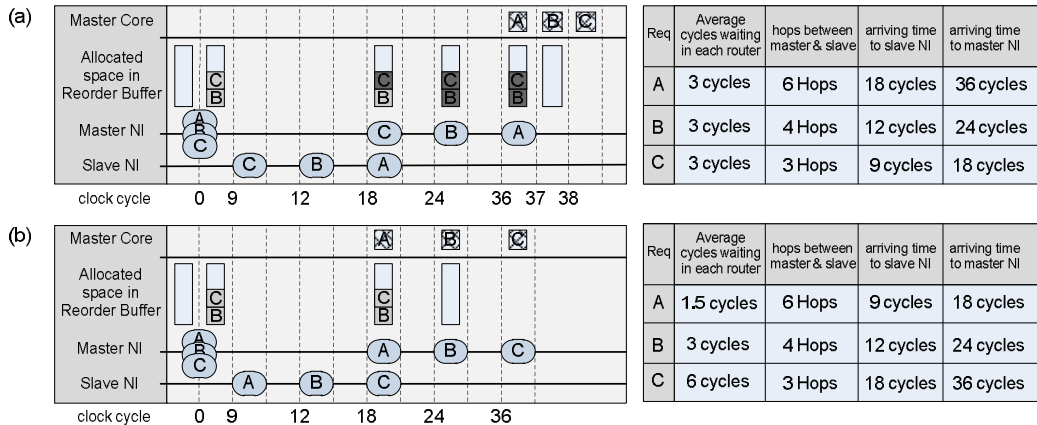 (a)
Master Core
A B C
Allocated
space in
Reorder Buffer
C C C C
B B B B
Master NI
A
B
C
C B A
Slave NI
C B A
clock cycle 0 9 12 18 24 36 37 38
Req
Average
cycles waiting
in each router
hops between
master & slave
arriving time
to slave NI
arriving time
to master NI
A 3 cycles 6 Hops 18 cycles 36 cycles
B 3 cycles 4 Hops 12 cycles 24 cycles
C 3 cycles 3 Hops 9 cycles 18 cycles
(b)
Master Core
A B C
Allocated
space in
Reorder Buffer
C C
B B
Master NI
A
B
C
A B C
Slave NI
A B C
clock cycle 0 9 12 18 24 36
Req
Average
cycles waiting
in each router
hops between
master & slave
arriving time
to slave NI
arriving time
to master NI
A 1.5 cycles 6 Hops 9 cycles 18 cycles
B 3 cycles 4 Hops 12 cycles 24 cycles
C 6 cycles 3 Hops 18 cycles 36 cycles